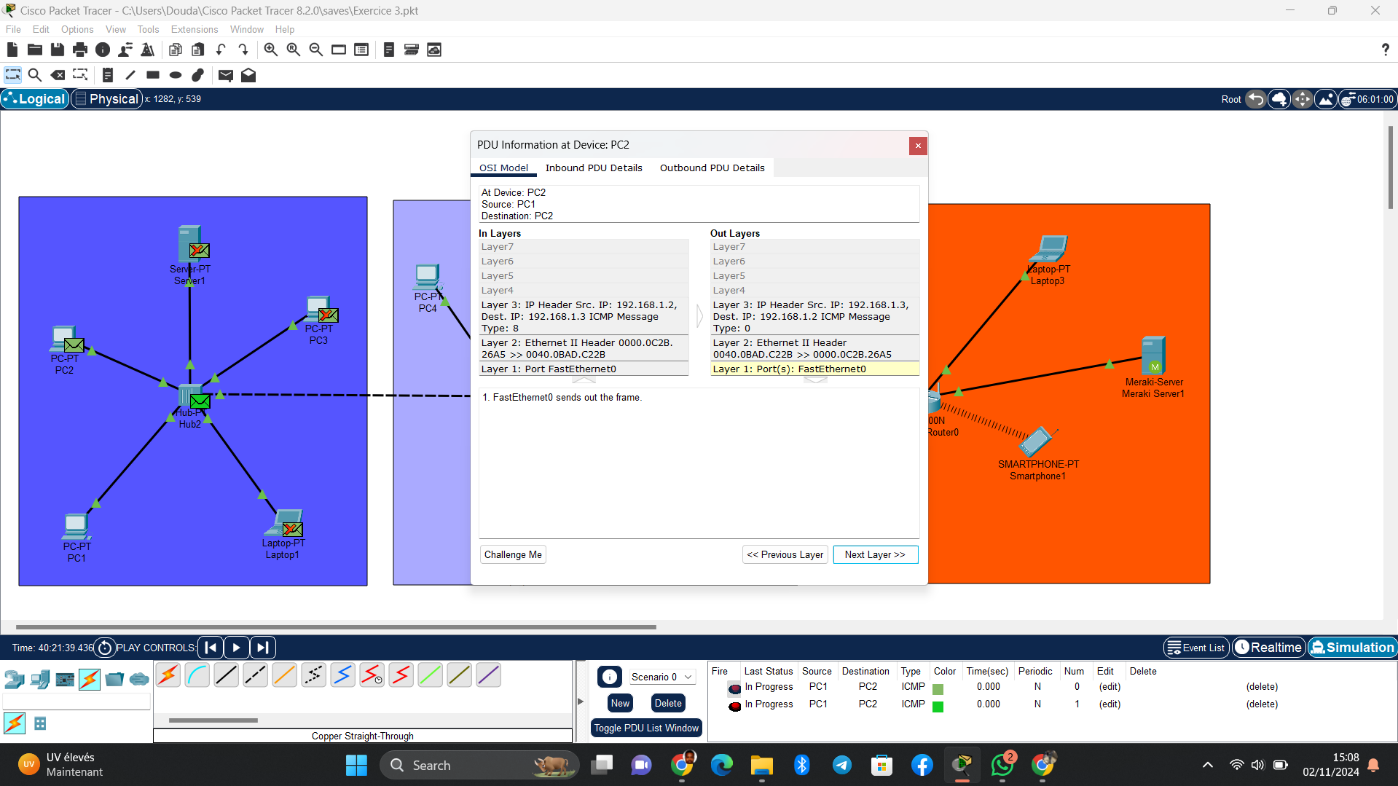 Cisco Packet Tracer - C:\Users\Douda\Cisco Packet Tracer 8.2.0\saves\Exercice 3.pkt
File Edit Options View Tools Extensions Window Help
?
Logical Physical x: 1282, y: 539
Root 06:01:00
PDU Information at Device: PC2
OSI Model Inbound PDU Details Outbound PDU Details
At Device: PC2
Source: PC1
Destination: PC2
In Layers
Layer7
Layer6
Layer5
Layer4
Layer 3: IP Header Src. IP: 192.168.1.2,
Dest. IP: 192.168.1.3 ICMP Message
Type: 8
Layer 2: Ethernet II Header 0000.0C2B.
26A5 >> 0040.0BAD.C22B
Layer 1: Port FastEthernet0
Out Layers
Layer7
Layer6
Layer5
Layer4
Layer 3: IP Header Src. IP: 192.168.1.3,
Dest. IP: 192.168.1.2 ICMP Message
Type: 0
Layer 2: Ethernet II Header
0040.0BAD.C22B >> 0000.0C2B.26A5
Layer 1: Port(s): FastEthernet0
1. FastEthernet0 sends out the frame.
Challenge Me << Previous Layer Next Layer >>
Server-PT
Server1
PC-PT
PC3
PC-PT
PC2
Hub2
PC-PT
PC1
Laptop-PT
Laptop1
PC-PT
PC4
Laptop-PT
Laptop3
M
Meraki-Server
Meraki Server1
00N
Router0
SMARTPHONE-PT
Smartphone1
Time: 40:21:39.436 PLAY CONTROLS:
Event List Realtime Simulation
Scenario 0
New Delete
Toggle PDU List Window
Copper Straight-Through
Fire Last Status Source Destination Type Color Time(sec) Periodic Num Edit Delete
In Progress PC1 PC2 ICMP 0.000 N 0 (edit) (delete)
In Progress PC1 PC2 ICMP 0.000 N 1 (edit) (delete)
UV
UV élevés
Maintenant
Search
2
15:08
02/11/2024